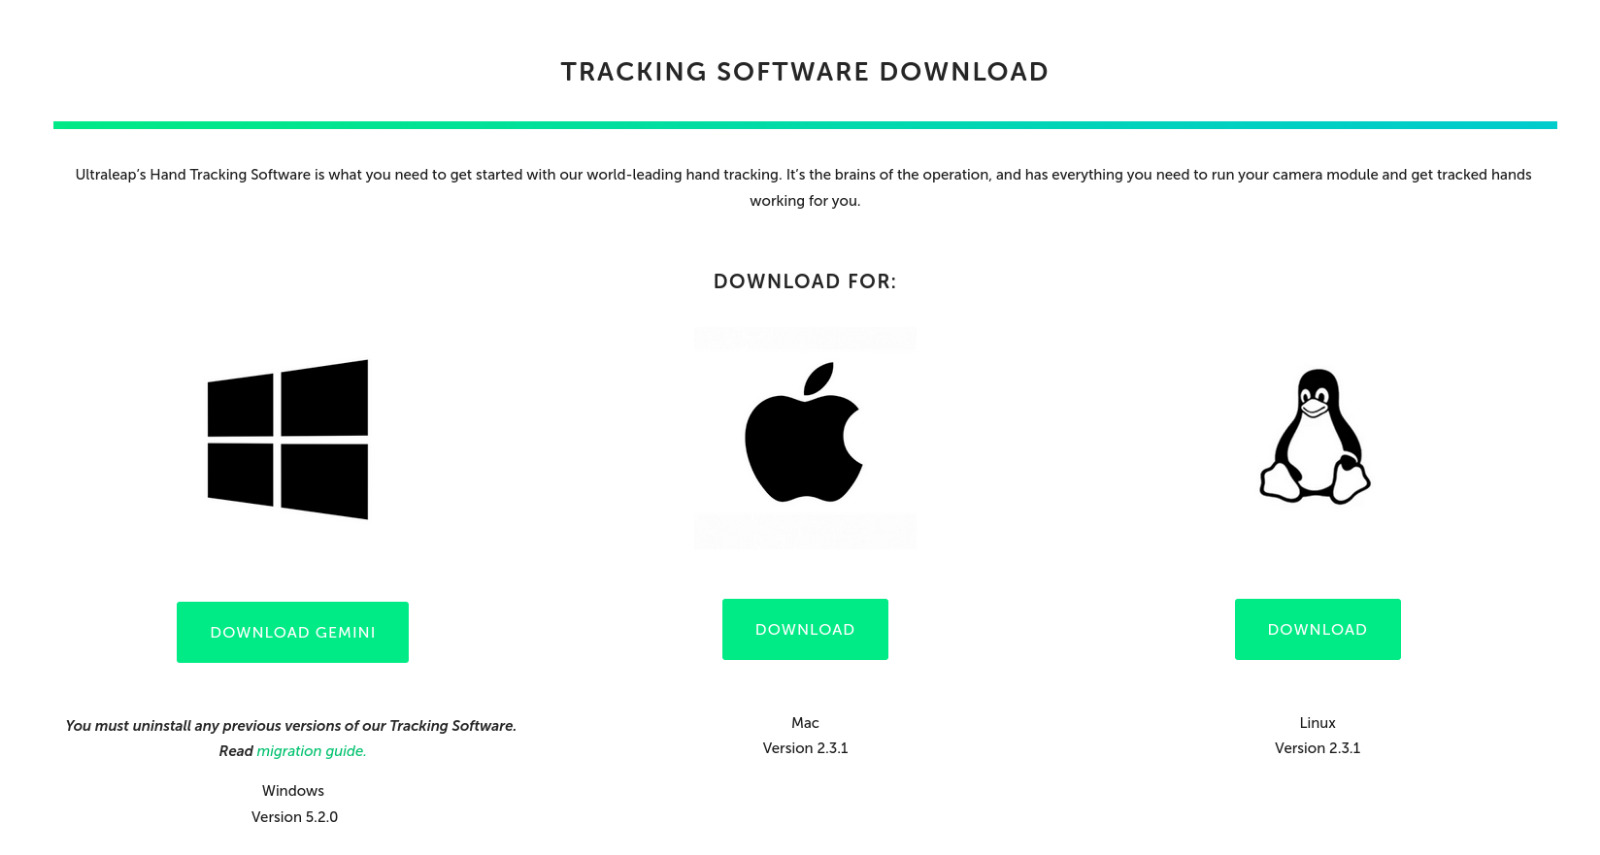 TRACKING SOFTWARE DOWNLOAD
Ultraleap’s Hand Tracking Software is what you need to get started with our world-leading hand tracking. It’s the brains of the operation, and has everything you need to run your camera module and get tracked hands
working for you.
DOWNLOAD FOR:
DOWNLOAD GEMINI
You must uninstall any previous versions of our Tracking Software.
Read migration guide.
Windows
Version 5.2.0
DOWNLOAD
Mac
Version 2.3.1
DOWNLOAD
Linux
Version 2.3.1